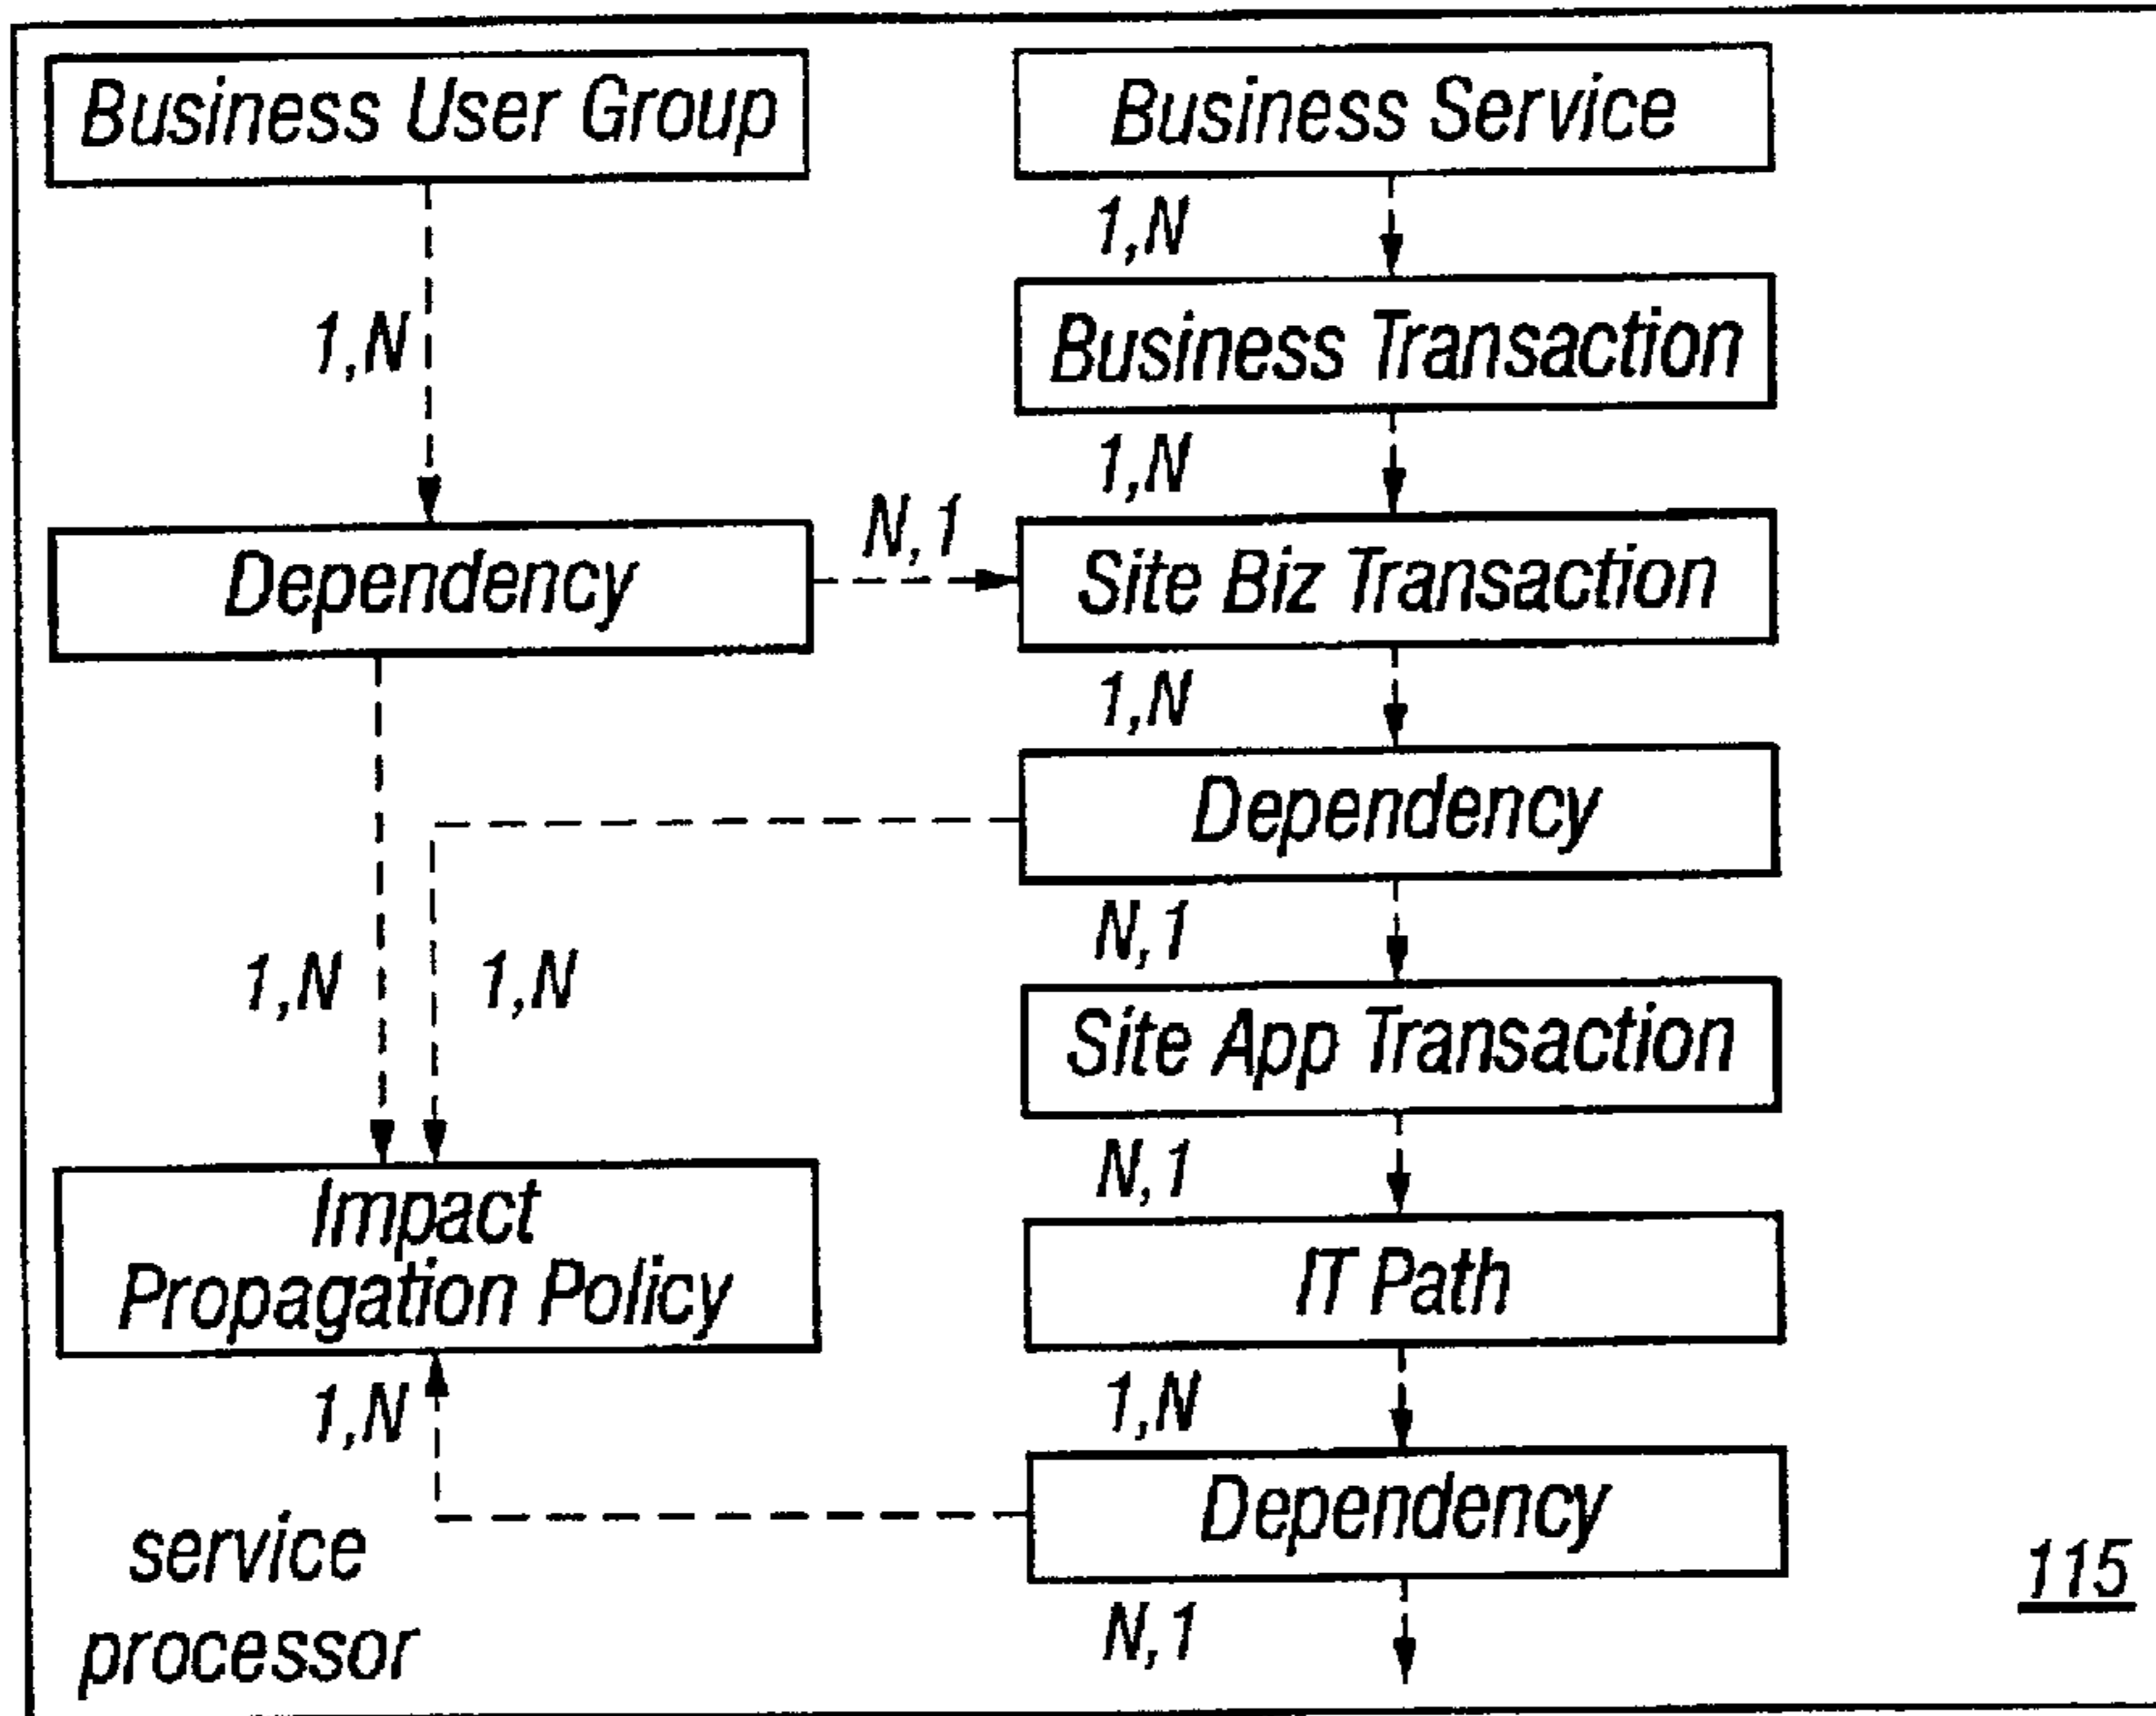 Business User Group
Business Service
1,N
Business Transaction
1,N
1,N
N,1
Dependency
Site Biz Transaction
1,N
Dependency
N,1
1,N
1,N
Site App Transaction
N,1
Impact
Propagation Policy
IT Path
1,N
1,N
Dependency
service
processor
N,1
115